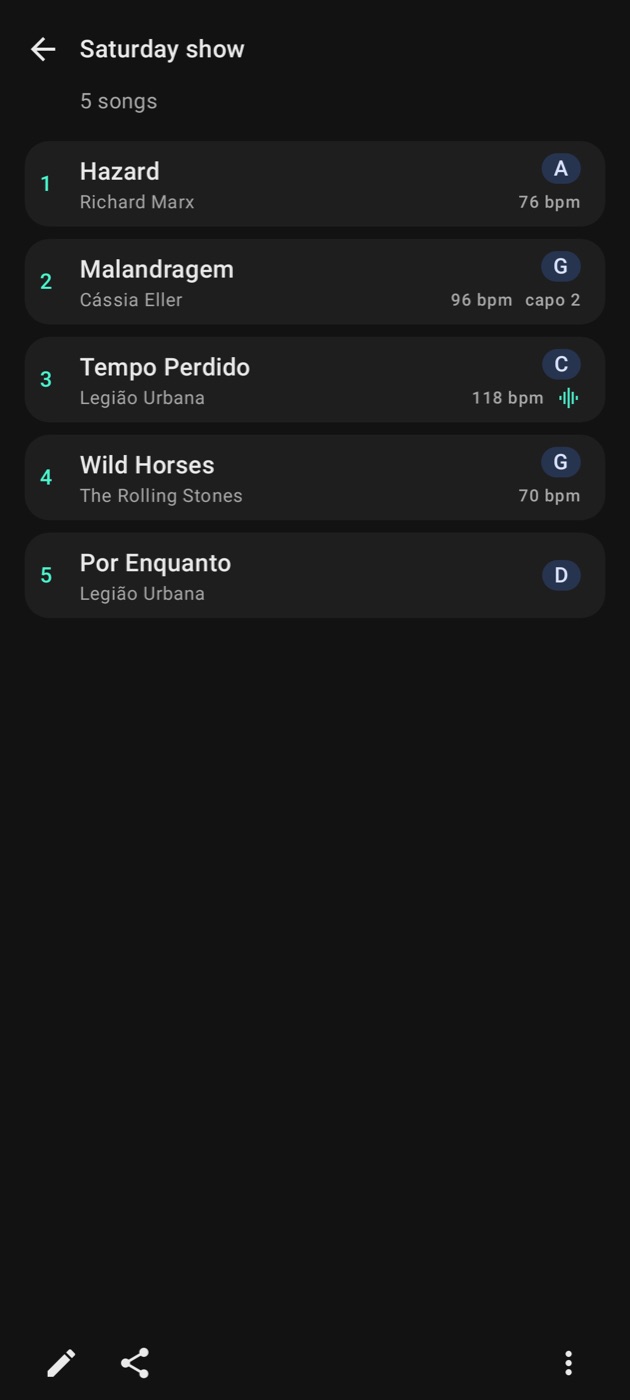 Saturday show
5 songs
1 Hazard A
Richard Marx 76 bpm
2 Malandragem G
Cássia Eller 96 bpm capo 2
3 Tempo Perdido C
Legião Urbana 118 bpm
4 Wild Horses G
The Rolling Stones 70 bpm
5 Por Enquanto D
Legião Urbana